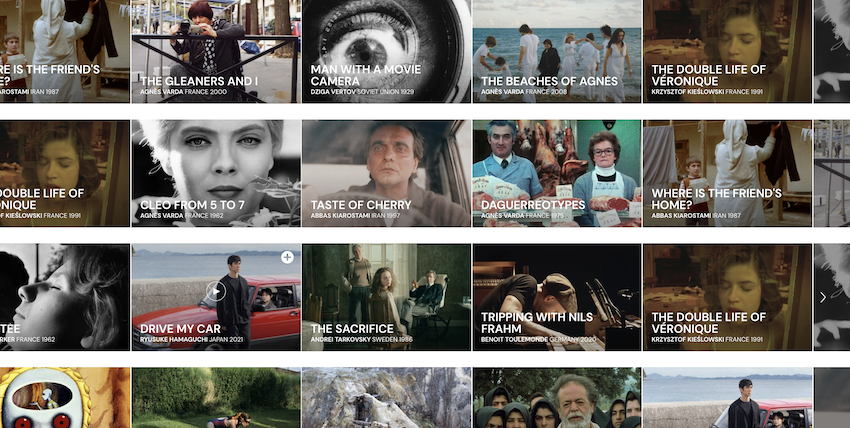 RE IS THE FRIEND'S
E?
AROSTAMI IRAN 1987
THE GLEANERS AND I
AGNÈS VARDA FRANCE 2000
MAN WITH A MOVIE
CAMERA
DZIGA VERTOV SOVIET UNION 1929
THE BEACHES OF AGNÈS
AGNÈS VARDA FRANCE 2008
THE DOUBLE LIFE OF
VÉRONIQUE
KRZYSZTOF KIEŚLOWSKI FRANCE 1991
DOUBLE LIFE OF
ONIQUE
OF KIEŚLOWSKI FRANCE 1991
CLEO FROM 5 TO 7
AGNÈS VARDA FRANCE 1962
TASTE OF CHERRY
ABBAS KIAROSTAMI IRAN 1997
DAGUERREOTYPES
AGNÈS VARDA FRANCE 1975
WHERE IS THE FRIEND'S
HOME?
ABBAS KIAROSTAMI IRAN 1987
TÉE
RKER FRANCE 1962
DRIVE MY CAR
RYUSUKE HAMAGUCHI JAPAN 2021
THE SACRIFICE
ANDREI TARKOVSKY SWEDEN 1986
TRIPPING WITH NILS
FRAHM
BENOIT TOULEMONDE GERMANY 2020
THE DOUBLE LIFE OF
VÉRONIQUE
KRZYSZTOF KIEŚLOWSKI FRANCE 1991